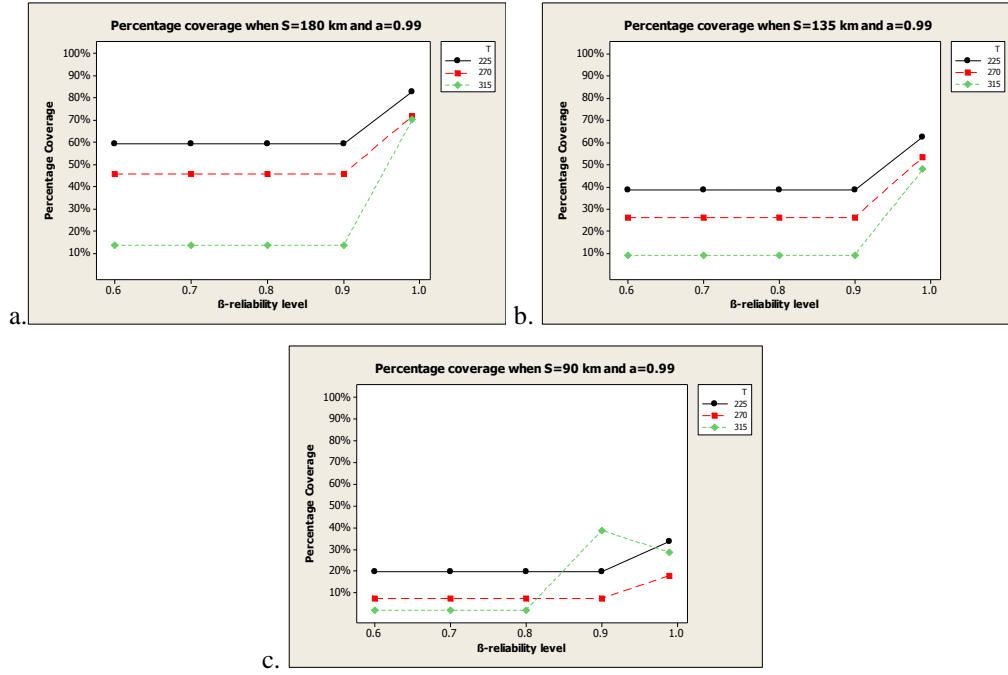 Percentage coverage when S=180 km and a=0.99
T
225
270
315
Percentage Coverage
100%
90%
80%
70%
60%
50%
40%
30%
20%
10%
0.6 0.7 0.8 0.9 1.0
ß-reliability level
a.
Percentage coverage when S=135 km and a=0.99
T
225
270
315
Percentage Coverage
100%
90%
80%
70%
60%
50%
40%
30%
20%
10%
0.6 0.7 0.8 0.9 1.0
ß-reliability level
b.
Percentage coverage when S=90 km and a=0.99
T
225
270
315
Percentage Coverage
100%
90%
80%
70%
60%
50%
40%
30%
20%
10%
0.6 0.7 0.8 0.9 1.0
ß-reliability level
c.